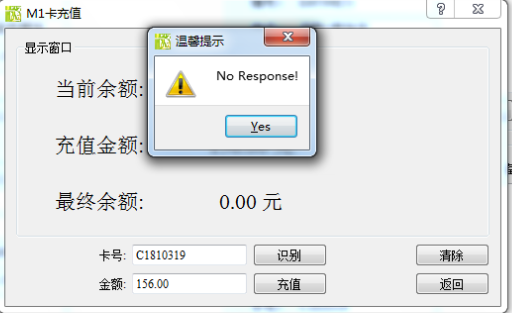 M1卡充值
显示窗口
温馨提示
No Response!
Yes
当前余额:
充值金额:
最终余额: 0.00 元
卡号: C1810319 识别 清除
金额: 156.00 充值 返回